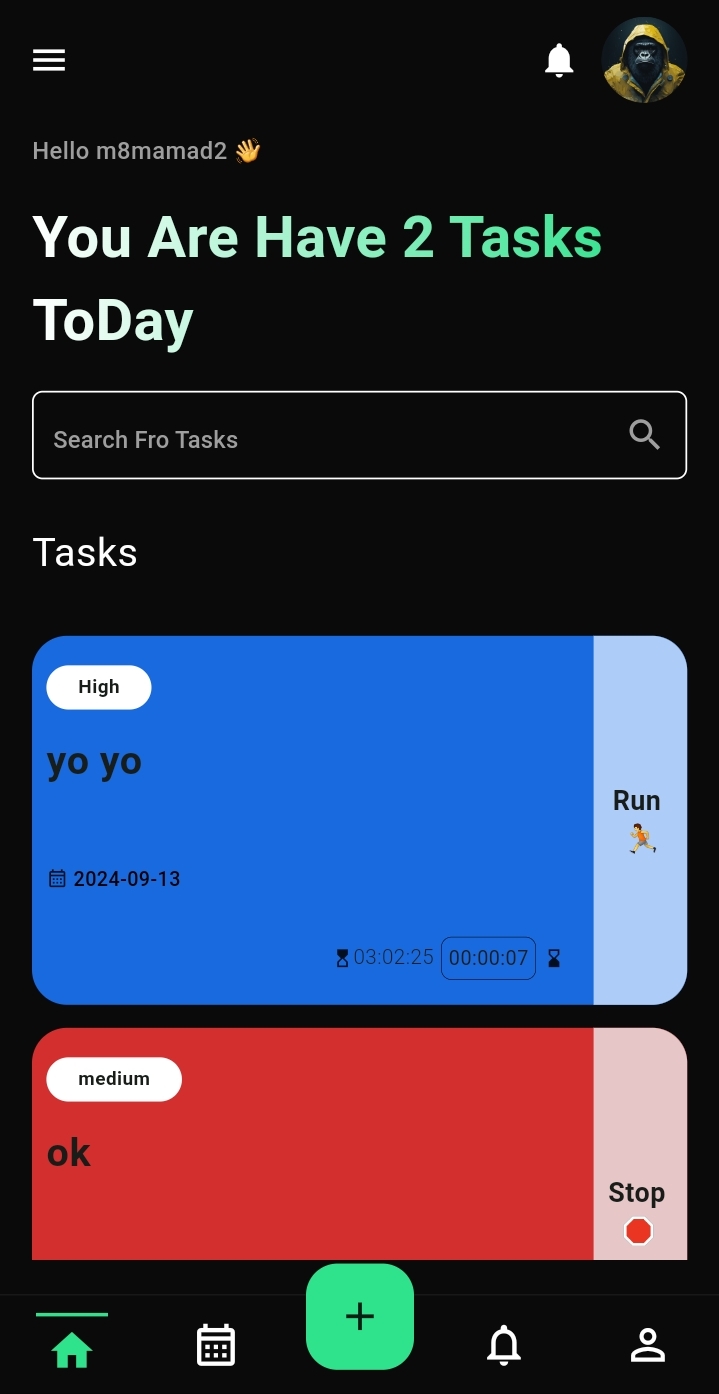 Hello m8mamad2 👋
You Are Have 2 Tasks
ToDay
Search Fro Tasks
Tasks
High
yo yo
Run
🏃
2024-09-13
03:02:25 00:00:07
medium
ok
Stop
🛑